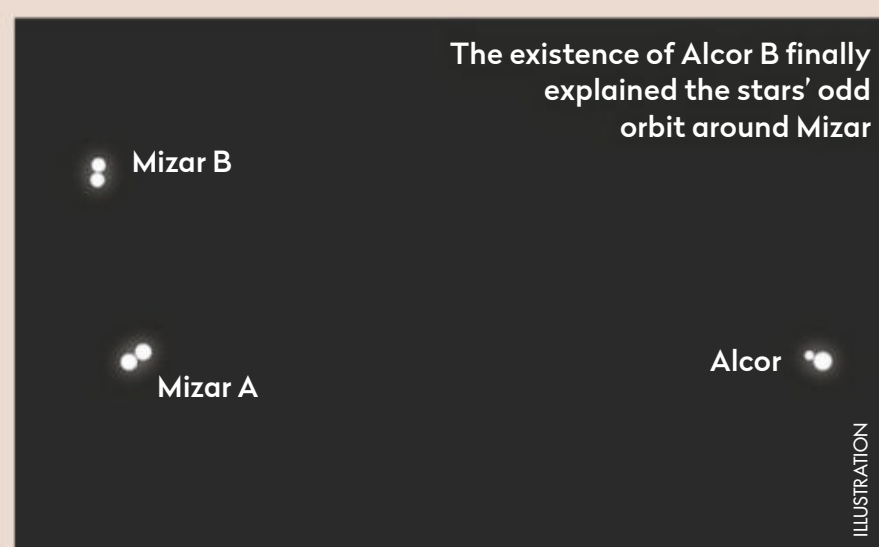 The existence of Alcor B finally
explained the stars’ odd
orbit around Mizar
Mizar B
Mizar A
Alcor
ILLUSTRATION